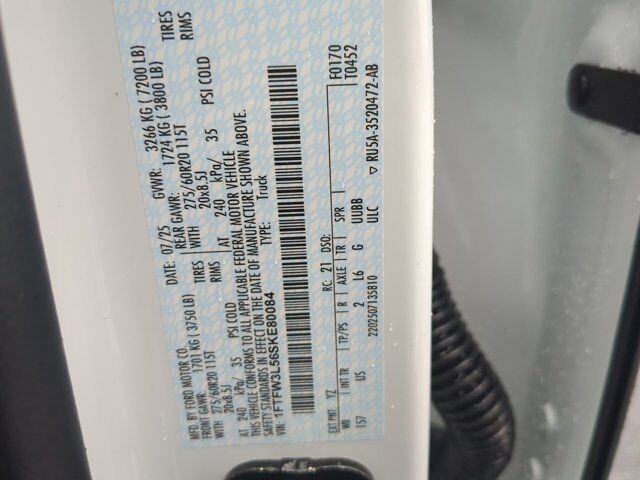 MFD. BY FORD MOTOR CO.
DATE: 07/25 GVWR: 3266 KG ( 7200 LB)
FRONT GAWR: 1701 KG ( 3750 LB) REAR GAWR: 1724 KG ( 3800 LB)
275/60R20 115T TIRES WITH 275/60R20 115T TIRES
20x8.5J RIMS 20x8.5J RIMS
AT 240 kPa/ 35 PSI COLD AT 240 kPa/ 35 PSI COLD
THIS VEHICLE CONFORMS TO ALL APPLICABLE FEDERAL MOTOR VEHICLE
SAFETY STANDARDS IN EFFECT ON THE DATE OF MANUFACTURE SHOWN ABOVE.
VIN: 1FTFW3L56SKE80084 TYPE: Truck
EXT PNT: YZ RC: 21 DSO: F0170
T0452
WB INT TR TP/PS R AXLE TR SPR
157 US 2 L6 G UUBB
2202507135810 ULC ▽ RU5A-3520472-AB